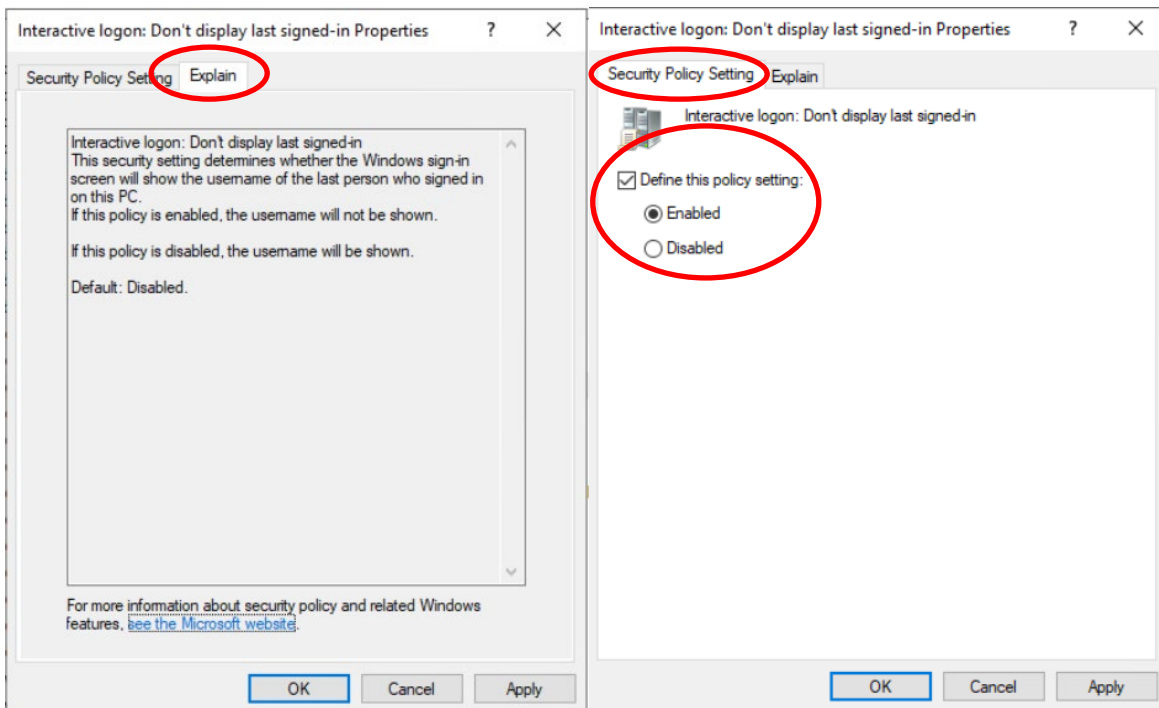 Interactive logon: Don't display last signed-in Properties
Security Policy Setting
Explain
Interactive logon: Don't display last signed-in
This security setting determines whether the Windows sign-in
screen will show the username of the last person who signed in
on this PC.
If this policy is enabled, the username will not be shown.
If this policy is disabled, the username will be shown.
Default: Disabled.
For more information about security policy and related Windows
features, see the Microsoft website.
OK
Cancel
Apply
Interactive logon: Don't display last signed-in Properties
Security Policy Setting
Explain
Interactive logon: Don't display last signed-in
Define this policy setting:
Enabled
Disabled
OK
Cancel
Apply